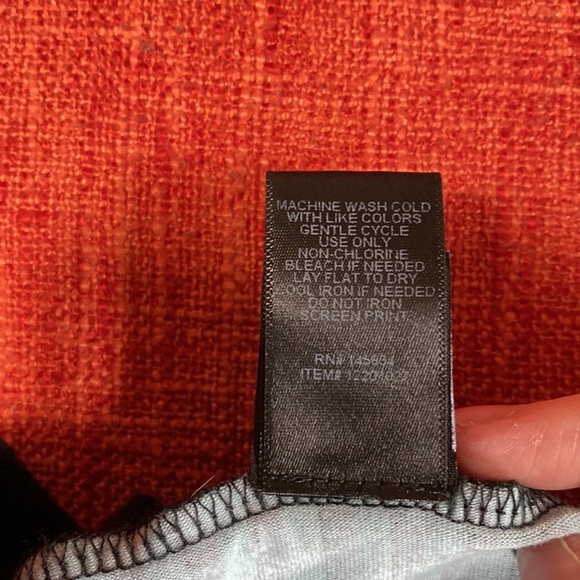 MACHINE WASH COLD
WITH LIKE COLORS
GENTLE CYCLE
USE ONLY
NON-CHLORINE
BLEACH IF NEEDED
LAY FLAT TO DRY
COOL IRON IF NEEDED
DO NOT IRON
SCREEN PRINT
RN#
ITEM#